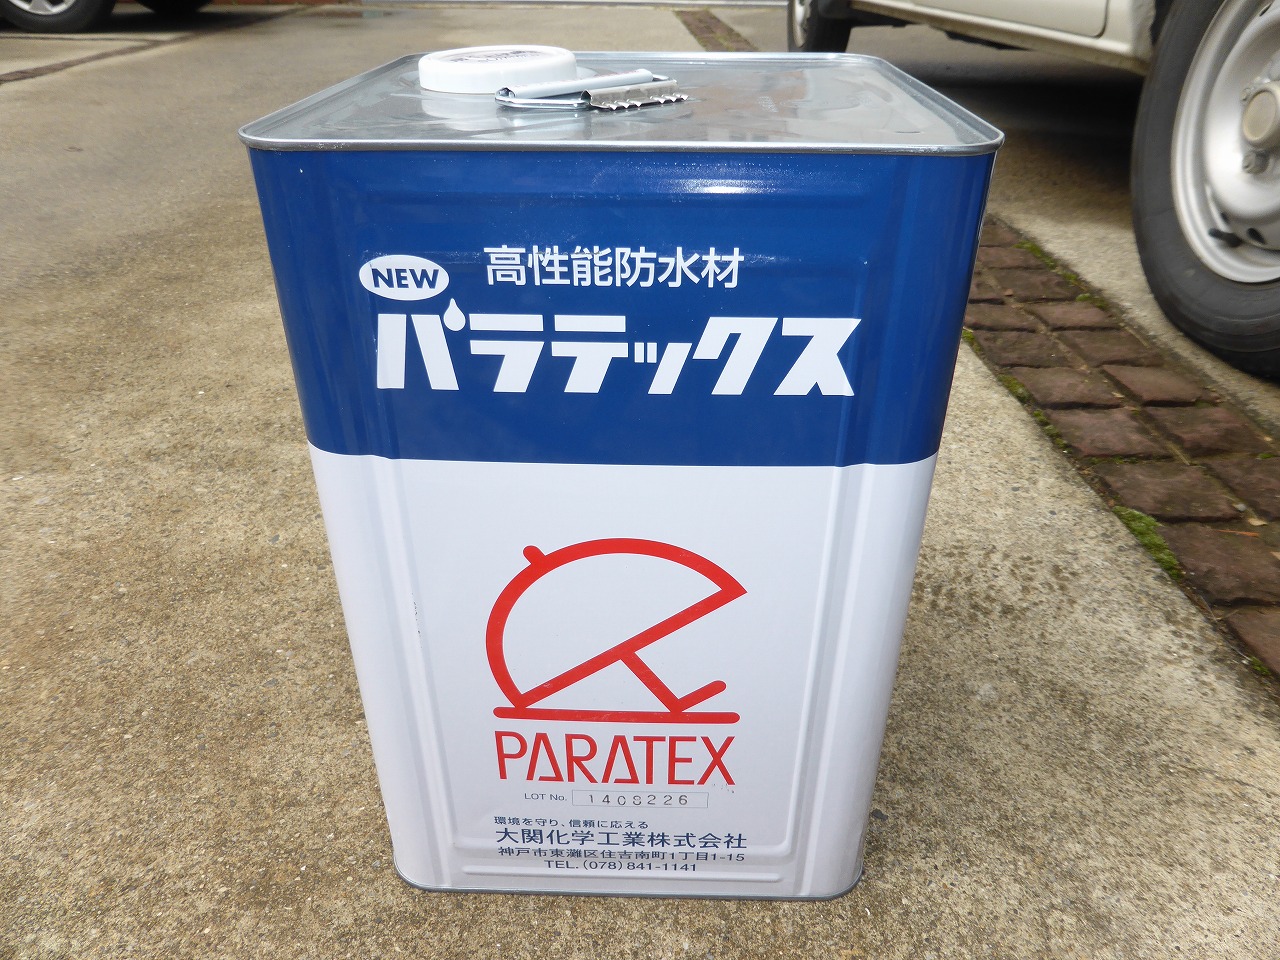 NEW
高性能防水材
パラテックス
PARATEX
LOT No. 1408226
環境を守り、信頼に応える
大関化学工業株式会社
神戸市東灘区住吉南町1丁目1-15
TEL.(078)841-1141